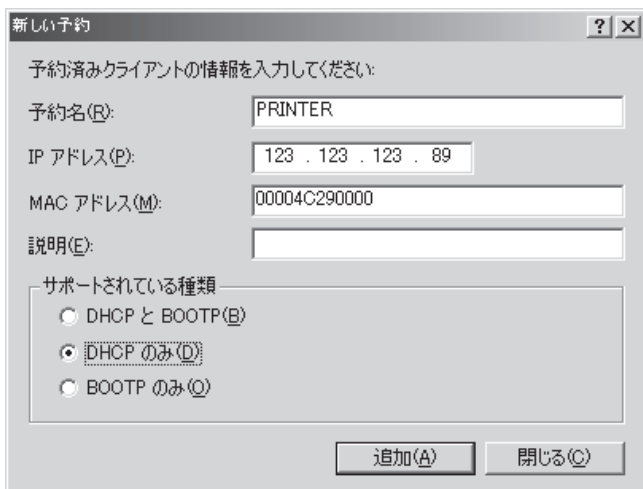 新しい予約
予約済みクライアントの情報を入力してください:
予約名(R): PRINTER
IP アドレス(P): 123 . 123 . 123 . 89
MAC アドレス(M): 00004C290000
説明(E):
サポートされている種類
DHCP と BOOTP(B)
DHCP のみ(D)
BOOTP のみ(O)
追加(A) 閉じる(C)